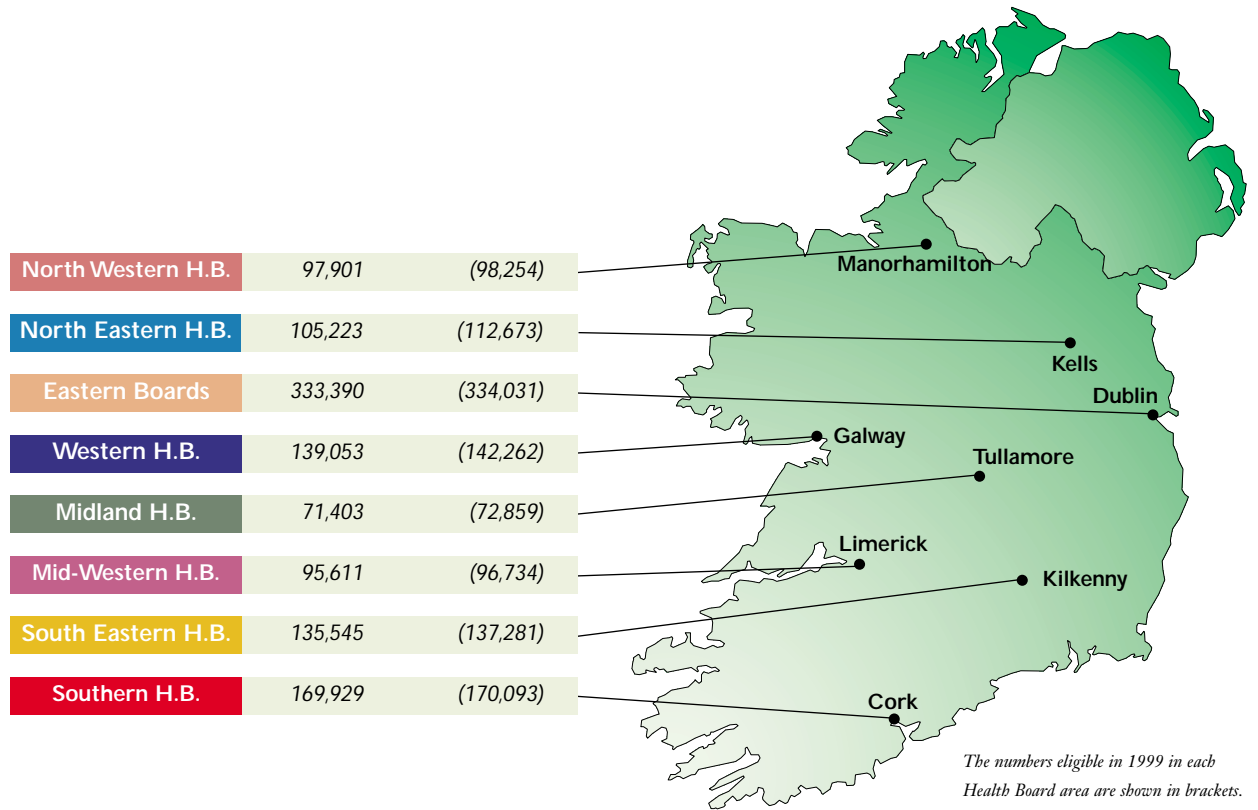 North Western H.B. 97,901 (98,254)
Manorhamilton
North Eastern H.B. 105,223 (112,673)
Kells
Eastern Boards 333,390 (334,031)
Dublin
Western H.B. 139,053 (142,262)
Galway
Tullamore
Midland H.B. 71,403 (72,859)
Limerick
Mid-Western H.B. 95,611 (96,734)
Kilkenny
South Eastern H.B. 135,545 (137,281)
Southern H.B. 169,929 (170,093)
Cork
The numbers eligible in 1999 in each
Health Board area are shown in brackets.